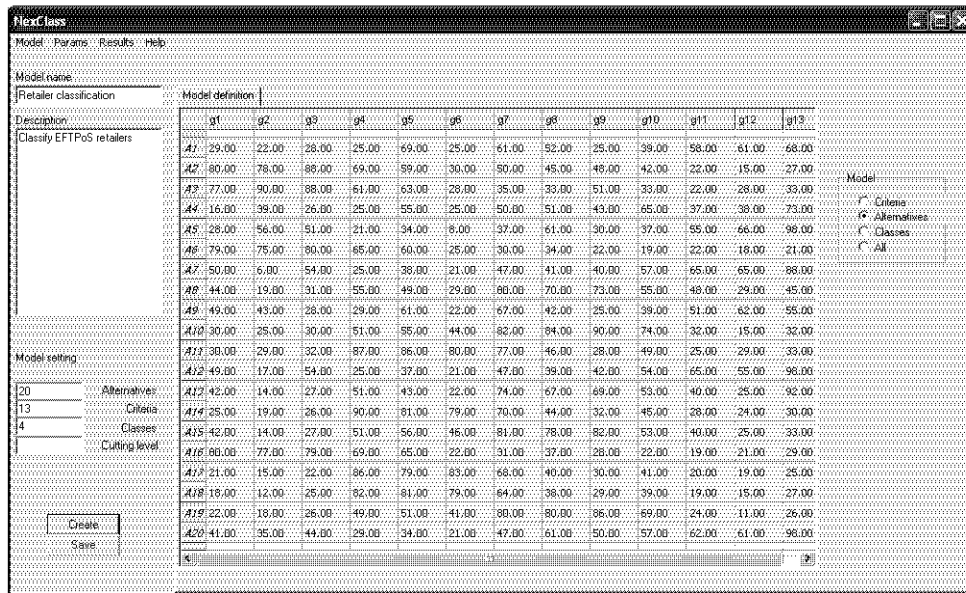 NexClass
Model Params Results Help
Model name
Retailer classification
Description
Classify EFTPoS retailers
Model definition
g1 g2 g3 g4 g5 g6 g7 g8 g9 g10 g11 g12 g13
A1 29.00 22.00 28.00 25.00 69.00 25.00 61.00 52.00 25.00 39.00 58.00 61.00 68.00
A2 80.00 78.00 88.00 69.00 59.00 30.00 50.00 45.00 48.00 42.00 22.00 15.00 27.00
A3 77.00 90.00 88.00 61.00 63.00 28.00 35.00 33.00 51.00 33.00 22.00 28.00 33.00
A4 16.00 39.00 26.00 25.00 55.00 25.00 50.00 51.00 43.00 65.00 37.00 38.00 73.00
A5 28.00 56.00 51.00 21.00 34.00 8.00 37.00 61.00 30.00 37.00 55.00 66.00 98.00
A6 79.00 75.00 80.00 65.00 60.00 25.00 30.00 34.00 22.00 19.00 22.00 18.00 21.00
A7 50.00 6.00 54.00 25.00 38.00 21.00 47.00 41.00 40.00 57.00 65.00 65.00 88.00
A8 44.00 19.00 31.00 55.00 49.00 29.00 80.00 70.00 73.00 55.00 48.00 29.00 45.00
A9 49.00 43.00 28.00 29.00 61.00 22.00 67.00 42.00 25.00 39.00 51.00 62.00 55.00
A10 30.00 25.00 30.00 51.00 55.00 44.00 82.00 84.00 90.00 74.00 32.00 15.00 32.00
A11 30.00 29.00 32.00 87.00 86.00 80.00 77.00 46.00 28.00 49.00 25.00 29.00 33.00
A12 49.00 17.00 54.00 25.00 37.00 21.00 47.00 39.00 42.00 54.00 65.00 55.00 98.00
A13 42.00 14.00 27.00 51.00 43.00 22.00 74.00 67.00 69.00 53.00 40.00 25.00 92.00
A14 25.00 19.00 26.00 90.00 81.00 79.00 70.00 44.00 32.00 45.00 28.00 24.00 30.00
A15 42.00 14.00 27.00 51.00 56.00 46.00 81.00 78.00 82.00 53.00 40.00 25.00 33.00
A16 80.00 77.00 79.00 69.00 65.00 22.00 31.00 37.00 28.00 22.00 19.00 21.00 29.00
A17 21.00 15.00 22.00 86.00 79.00 83.00 68.00 40.00 30.00 41.00 20.00 19.00 25.00
A18 18.00 12.00 25.00 82.00 81.00 79.00 64.00 38.00 29.00 39.00 19.00 15.00 27.00
A19 22.00 18.00 26.00 49.00 51.00 41.00 80.00 80.00 86.00 69.00 24.00 11.00 26.00
A20 41.00 35.00 44.00 29.00 34.00 21.00 47.00 61.00 50.00 57.00 62.00 61.00 98.00
Model
Criteria
Alternatives
Classes
All
Model setting
20 Alternatives
13 Criteria
4 Classes
Cutting level
Create
Save